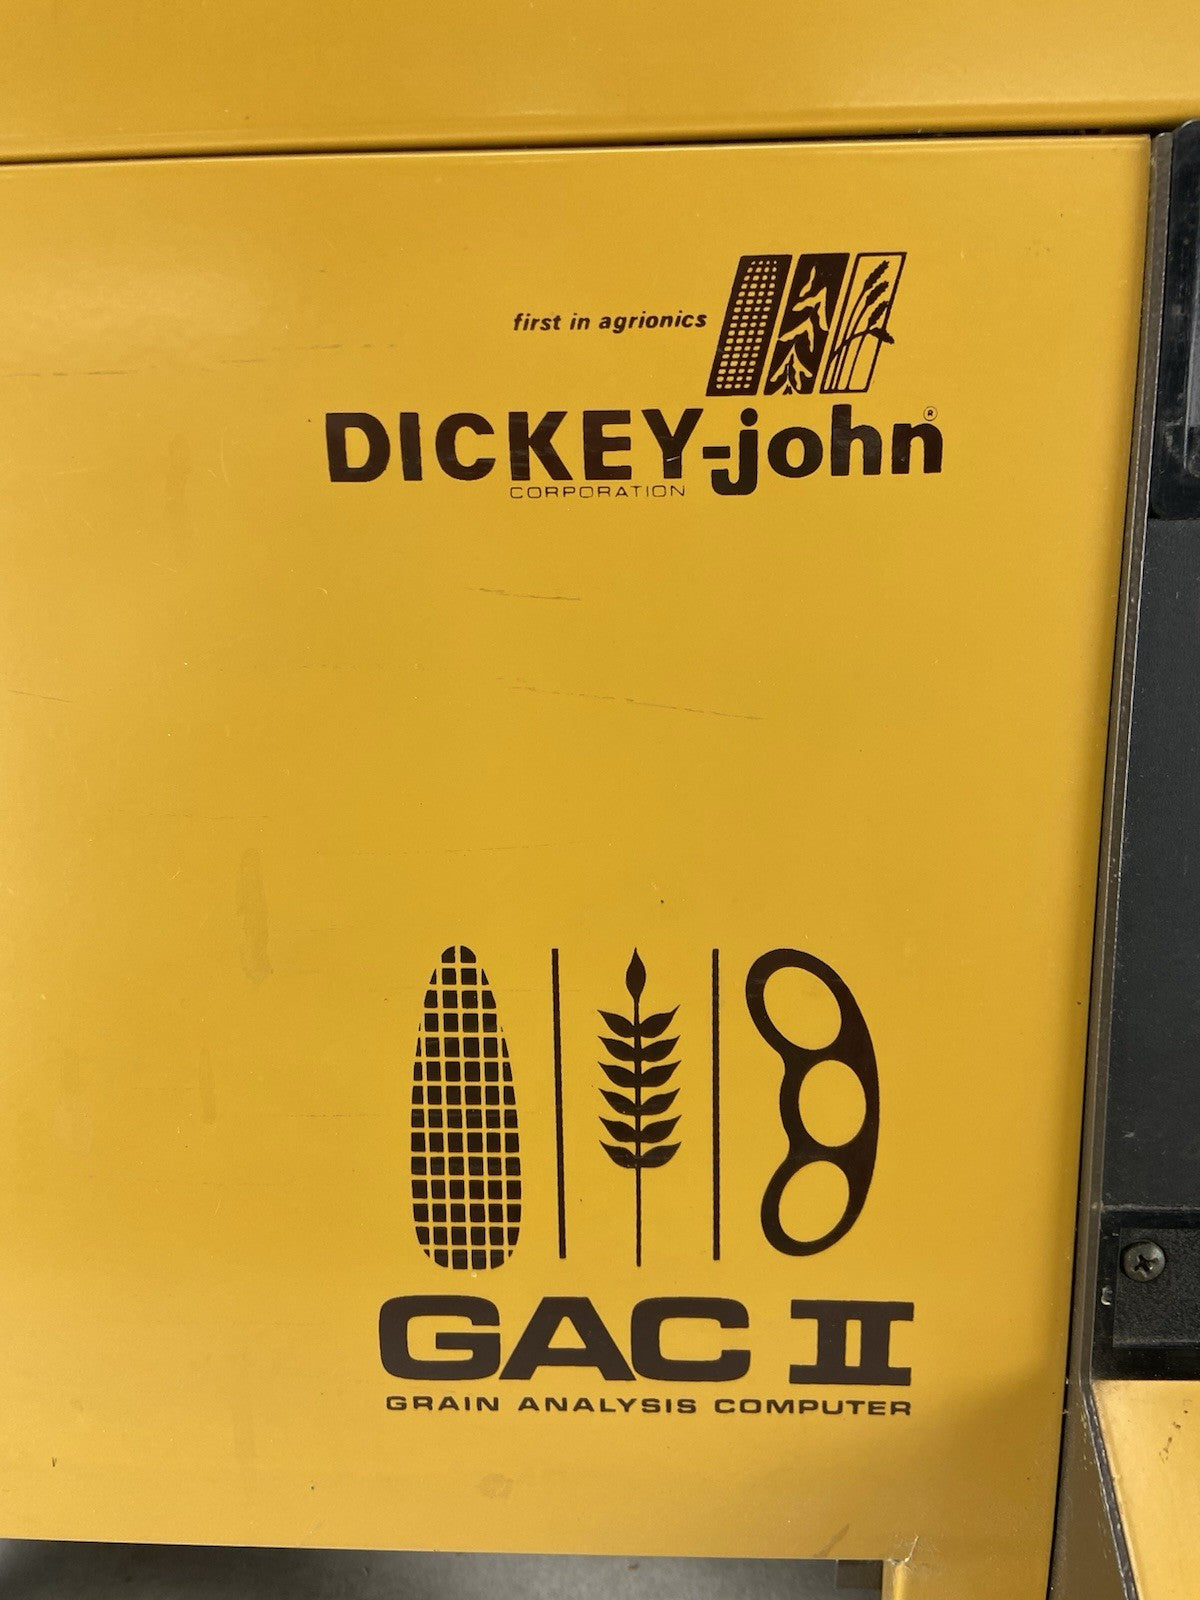 first in agrionics
DICKEY-john®
CORPORATION
GAC II
GRAIN ANALYSIS COMPUTER